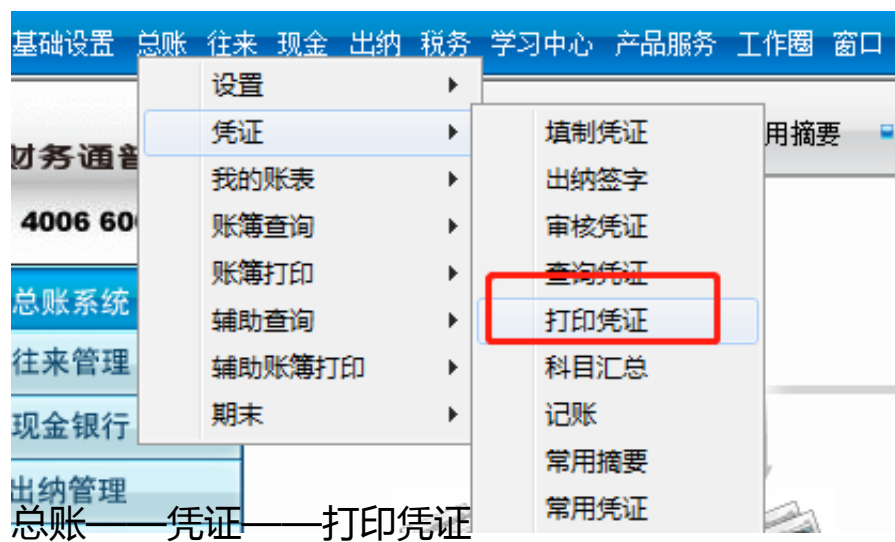 基础设置 总账 往来 现金 出纳 税务 学习中心 产品服务 工作圈 窗口
设置
凭证
我的账表
账簿查询
账簿打印
辅助查询
辅助账簿打印
期末
填制凭证
出纳签字
审核凭证
查询凭证
打印凭证
科目汇总
记账
常用摘要
常用凭证
用摘要
财务通普
4006 60
总账系统
往来管理
现金银行
出纳管理
总账——凭证——打印凭证